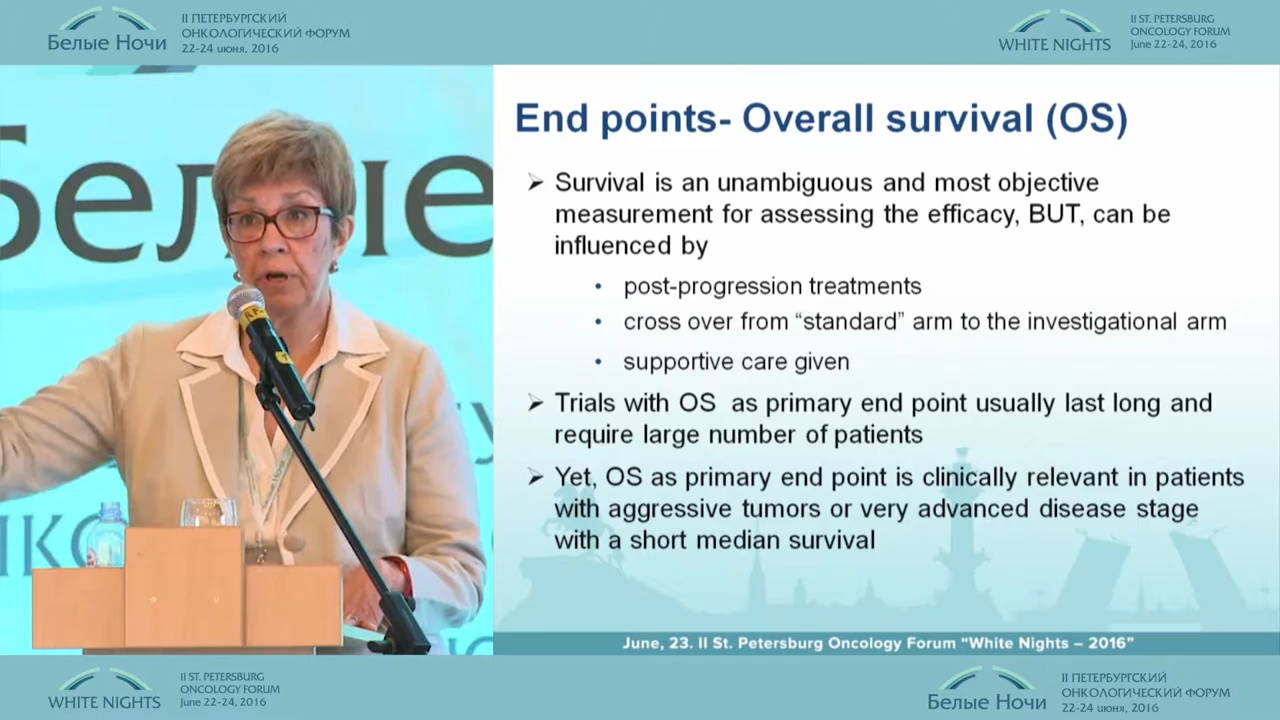 Белые Ночи
II ПЕТЕРБУРГСКИЙ
ОНКОЛОГИЧЕСКИЙ ФОРУМ
22-24 июня, 2016
WHITE NIGHTS
II ST. PETERSBURG
ONCOLOGY FORUM
June 22-24, 2016
Белые
End points- Overall survival (OS)
➢ Survival is an unambiguous and most objective
measurement for assessing the efficacy, BUT, can be
influenced by
• post-progression treatments
• cross over from “standard” arm to the investigational arm
• supportive care given
➢ Trials with OS as primary end point usually last long and
require large number of patients
➢ Yet, OS as primary end point is clinically relevant in patients
with aggressive tumors or very advanced disease stage
with a short median survival
June, 23. II St. Petersburg Oncology Forum “White Nights – 2016”
WHITE NIGHTS
II ST. PETERSBURG
ONCOLOGY FORUM
June 22-24, 2016
Белые Ночи
II ПЕТЕРБУРГСКИЙ
ОНКОЛОГИЧЕСКИЙ ФОРУМ
22-24 июня, 2016